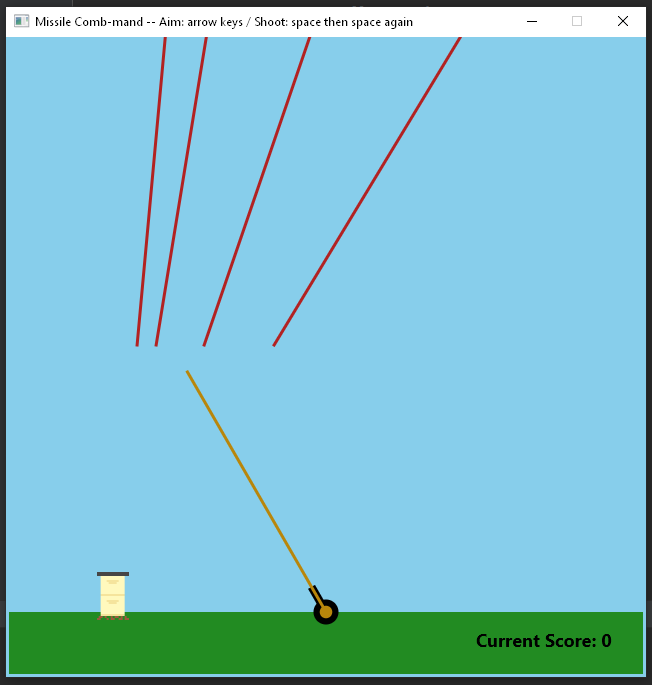 Missile Comb-mand -- Aim: arrow keys / Shoot: space then space again
Current Score: 0